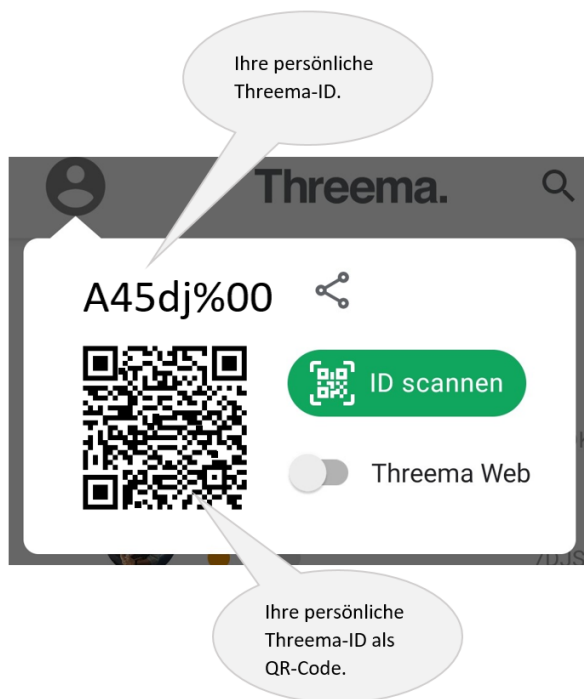 Ihre persönliche
Threema-ID.
Threema.
A45dj%00
ID scannen
Threema Web
Ihre persönliche
Threema-ID als
QR-Code.